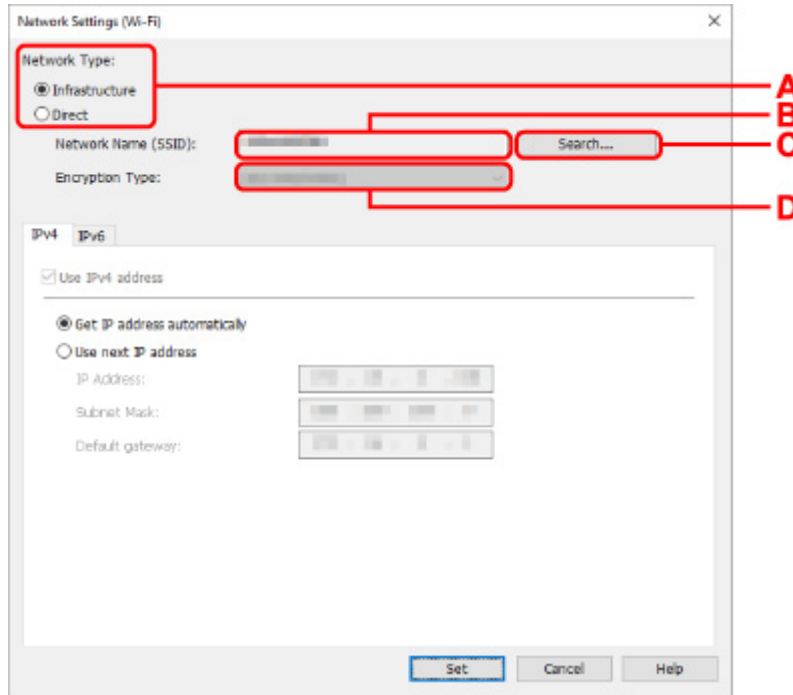 Network Settings (Wi-Fi)
Network Type:
Infrastructure
A
Direct
B
Network Name (SSID):
Search...
C
Encryption Type:
D
IPv4 IPv6
Use IPv4 address
Get IP address automatically
Use next IP address
IP Address:
Subnet Mask:
Default gateway:
Set Cancel Help